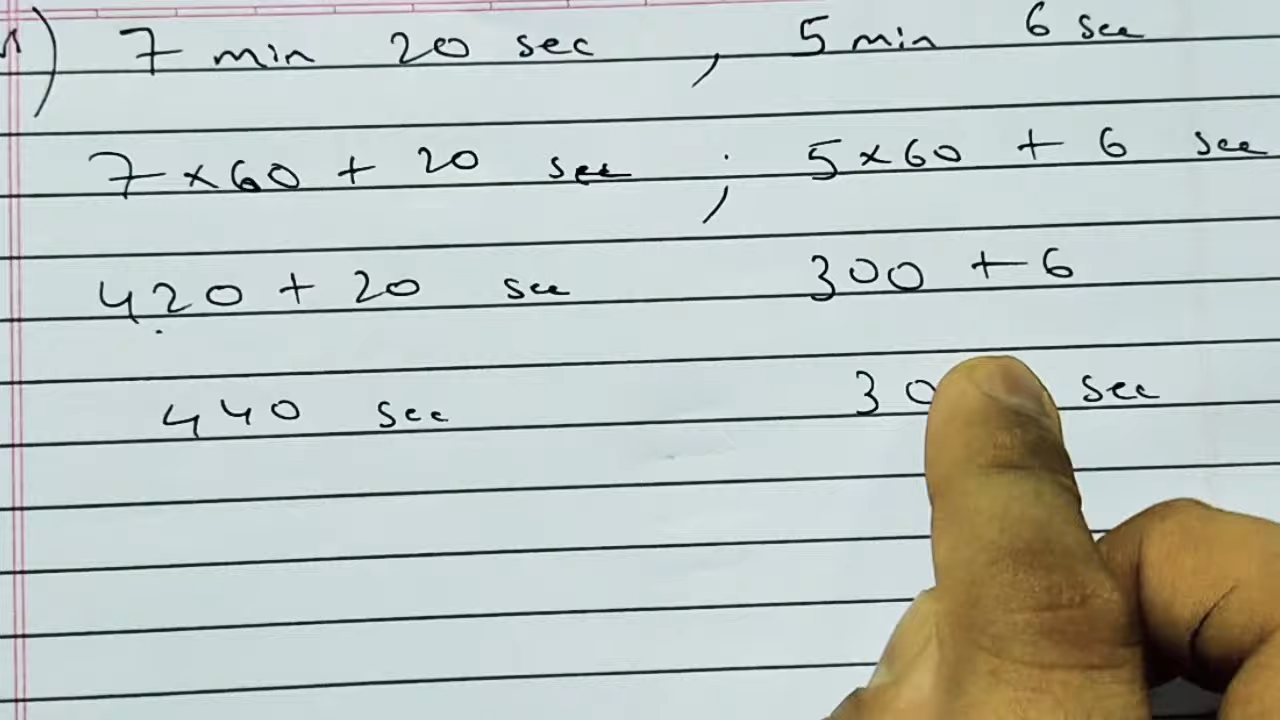 7 min 20 sec , 5 min 6 sec
7 × 60 + 20 sec ; 5 × 60 + 6 sec
420 + 20 sec 300 + 6
440 sec 30 sec